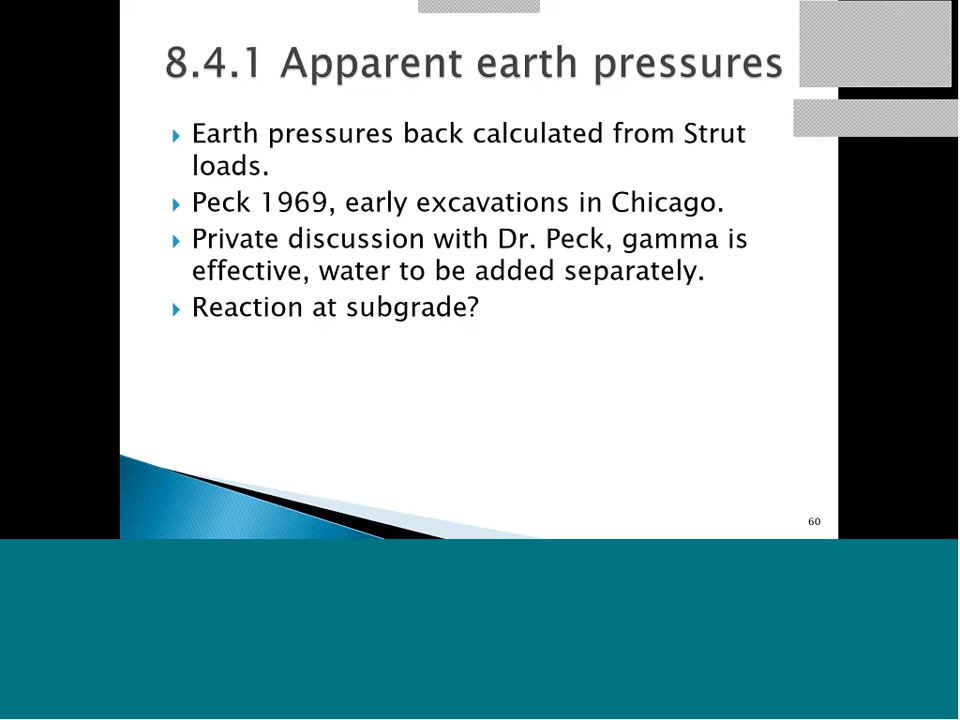 8.4.1 Apparent earth pressures
Earth pressures back calculated from Strut
loads.
Peck 1969, early excavations in Chicago.
Private discussion with Dr. Peck, gamma is
effective, water to be added separately.
Reaction at subgrade?
60